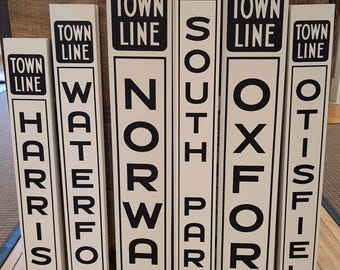 TOWN
LINE
HARRIS
TOWN
LINE
WATERFO
TOWN
LINE
NORWA
SOUTH PAR
TOWN
LINE
OXFOR
TOWN
LINE
OTISFIE